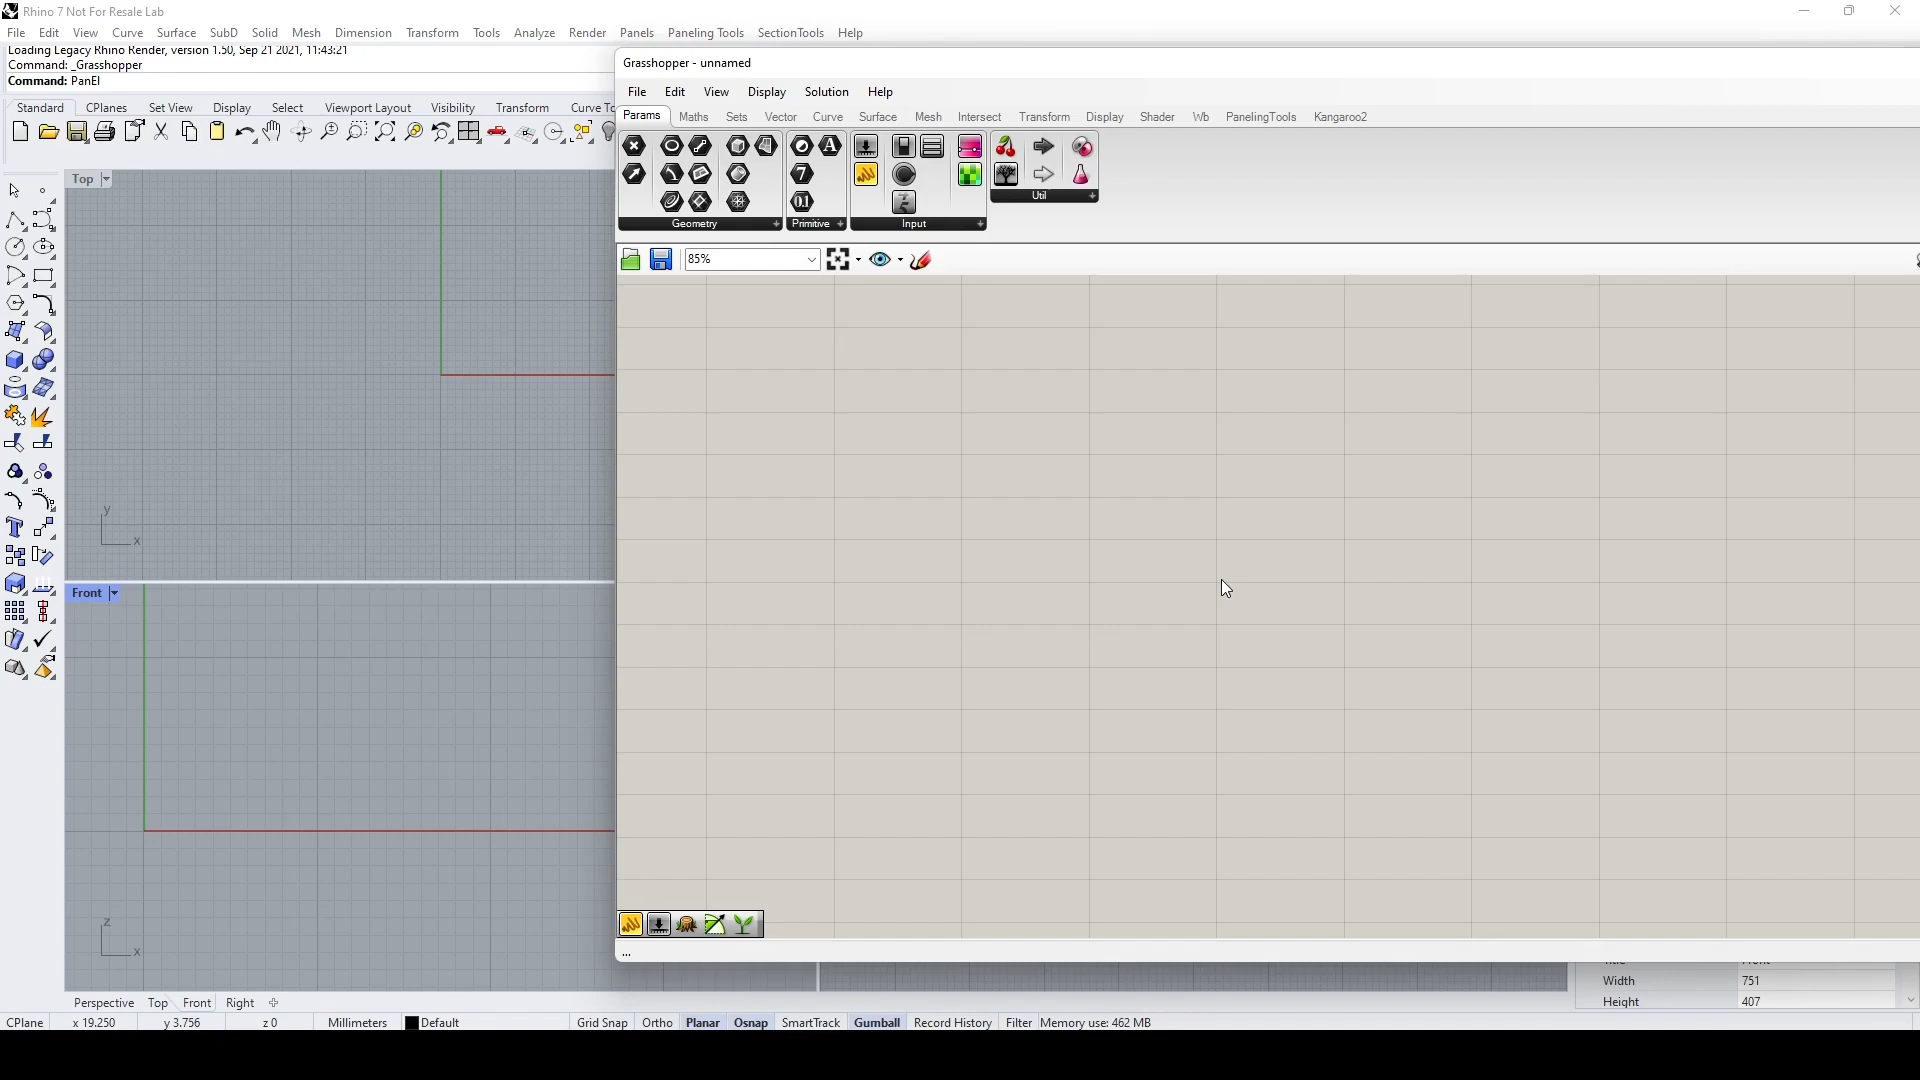 Rhino 7 Not For Resale Lab
File Edit View Curve Surface SubD Solid Mesh Dimension Transform Tools Analyze Render Panels Paneling Tools SectionTools Help
Loading Legacy Rhino Render, version 1.50, Sep 21 2021, 11:43:21
Command: _Grasshopper
Command: PanEl
Standard CPlanes Set View Display Select Viewport Layout Visibility Transform Curve To
Grasshopper - unnamed
File Edit View Display Solution Help
Params Maths Sets Vector Curve Surface Mesh Intersect Transform Display Shader Wb PanelingTools Kangaroo2
A
7
0.1
Util
Geometry Primitive Input
85%
Top
y
x
Front
z
x
...
Width 751
Height 407
Perspective Top Front Right
CPlane x 19.250 y 3.756 z 0 Millimeters Default Grid Snap Ortho Planar Osnap SmartTrack Gumball Record History Filter Memory use: 462 MB